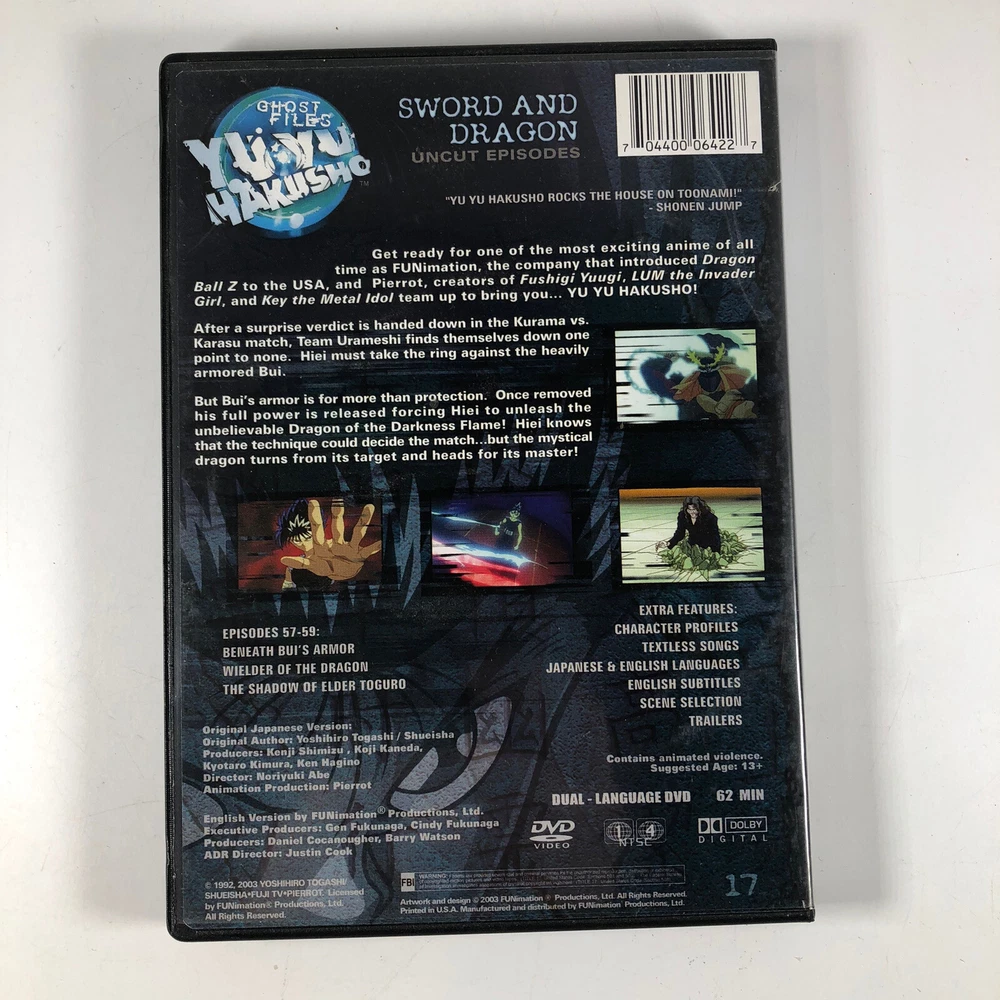 GHOST
FILES
YU YU
HAKUSHO
TM
SWORD AND
DRAGON
UNCUT EPISODES
7 04400 06422 7
"YU YU HAKUSHO ROCKS THE HOUSE ON TOONAMI!"
- SHONEN JUMP
Get ready for one of the most exciting anime of all
time as FUNimation, the company that introduced Dragon
Ball Z to the USA, and Pierrot, creators of Fushigi Yuugi, LUM the Invader
Girl, and Key the Metal Idol team up to bring you... YU YU HAKUSHO!
After a surprise verdict is handed down in the Kurama vs.
Karasu match, Team Urameshi finds themselves down one
point to none. Hiei must take the ring against the heavily
armored Bui.
But Bui's armor is for more than protection. Once removed
his full power is released forcing Hiei to unleash the
unbelievable Dragon of the Darkness Flame! Hiei knows
that the technique could decide the match...but the mystical
dragon turns from its target and heads for its master!
EPISODES 57-59:
BENEATH BUI'S ARMOR
WIELDER OF THE DRAGON
THE SHADOW OF ELDER TOGURO
EXTRA FEATURES:
CHARACTER PROFILES
TEXTLESS SONGS
JAPANESE & ENGLISH LANGUAGES
ENGLISH SUBTITLES
SCENE SELECTION
TRAILERS
Original Japanese Version:
Original Author: Yoshihiro Togashi / Shueisha
Producers: Kenji Shimizu , Koji Kaneda,
Kyotaro Kimura, Ken Hagino
Director: Noriyuki Abe
Animation Production: Pierrot
Contains animated violence.
Suggested Age: 13+
English Version by FUNimation® Productions, Ltd.
Executive Producers: Gen Fukunaga, Cindy Fukunaga
Producers: Daniel Cocanougher, Barry Watson
ADR Director: Justin Cook
DUAL - LANGUAGE DVD 62 MIN
DVD
VIDEO
1 4
NTSC
DOLBY
DIGITAL
© 1992, 2003 YOSHIHIRO TOGASHI/
SHUEISHA•FUJI TV•PIERROT. Licensed
by FUNimation® Productions, Ltd.
All Rights Reserved.
FBI
WARNING:
Artwork and design © 2003 FUNimation ® Productions, Ltd. All Rights Reserved.
Printed in U.S.A. Manufactured and distributed by FUNimation Productions, Ltd.
17